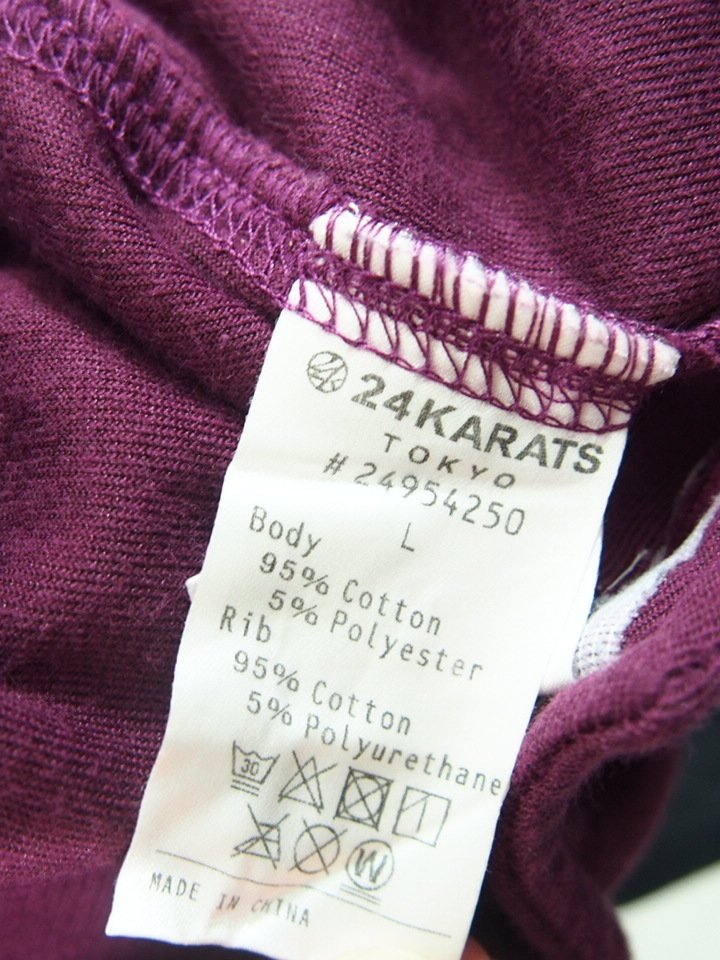 24KARATS
TOKYO
# 24954250
L
Body
95% Cotton
5% Polyester
Rib
95% Cotton
5% Polyurethane
30
W
MADE IN CHINA